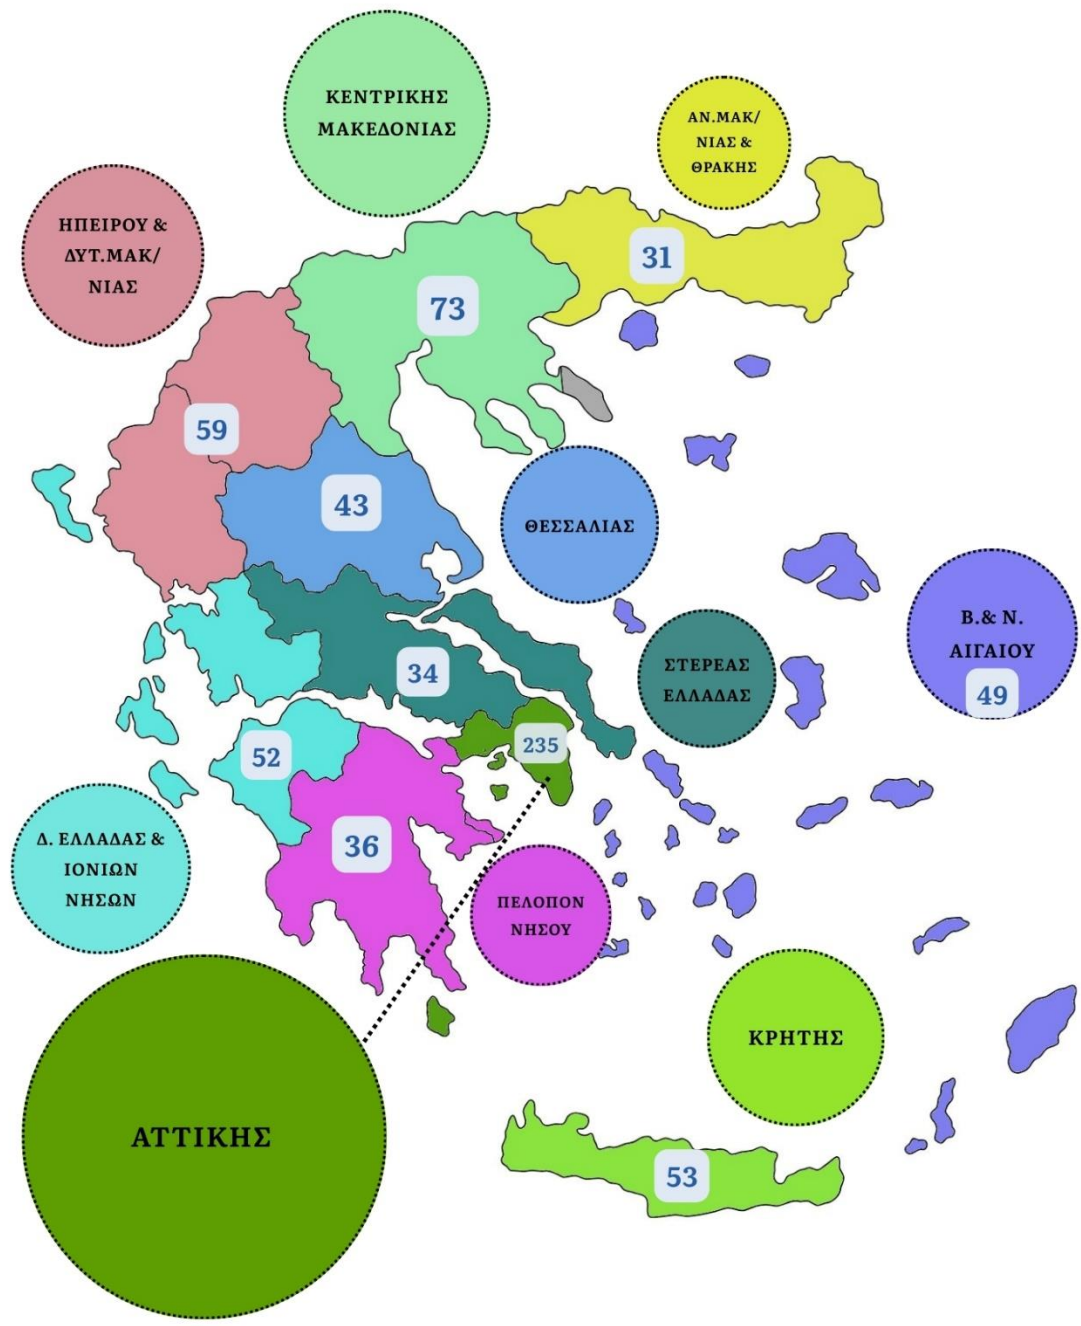 ΚΕΝΤΡΙΚΗΣ
ΜΑΚΕΔΟΝΙΑΣ
ΑΝ.ΜΑΚ/
ΝΙΑΣ &
ΘΡΑΚΗΣ
ΗΠΕΙΡΟΥ &
ΔΥΤ.ΜΑΚ/
ΝΙΑΣ
31
73
59
43
ΘΕΣΣΑΛΙΑΣ
Β.& Ν.
ΑΙΓΑΙΟΥ
49
ΣΤΕΡΕΑΣ
ΕΛΛΑΔΑΣ
34
235
52
36
Δ. ΕΛΛΑΔΑΣ &
ΙΟΝΙΩΝ
ΝΗΣΩΝ
ΠΕΛΟΠΟΝ
ΝΗΣΟΥ
ΚΡΗΤΗΣ
ΑΤΤΙΚΗΣ
53